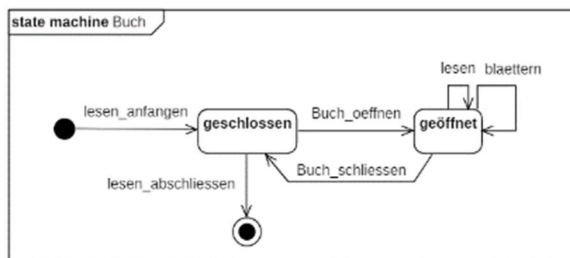 state machine Buch
lesen blaettern
lesen_anfangen
Buch_oeffnen
geschlossen
geöffnet
Buch_schliessen
lesen_abschliessen